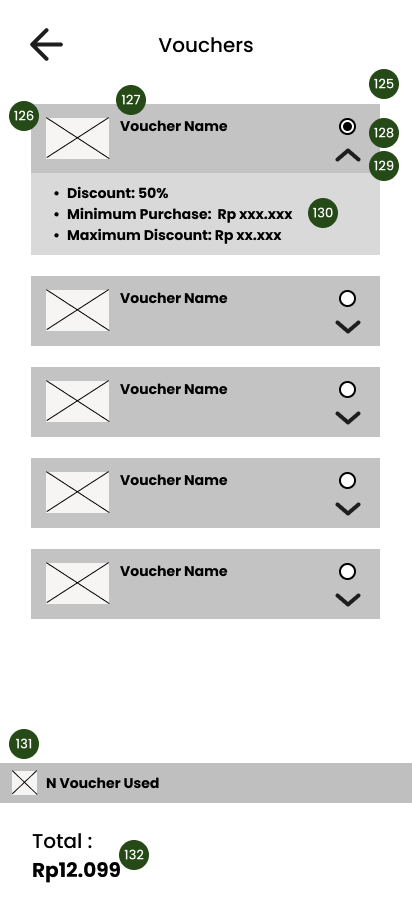 Vouchers
125
126
127
Voucher Name
128
129
• Discount: 50%
• Minimum Purchase: Rp xxx.xxx
130
• Maximum Discount: Rp xx.xxx
Voucher Name
Voucher Name
Voucher Name
Voucher Name
131
N Voucher Used
Total :
132
Rp12.099